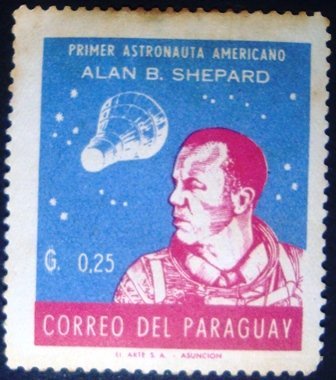 PRIMER ASTRONAUTA AMERICANO
ALAN B. SHEPARD
₲. 0,25
CORREO DEL PARAGUAY
El ARTE S. A. - ASUNCION